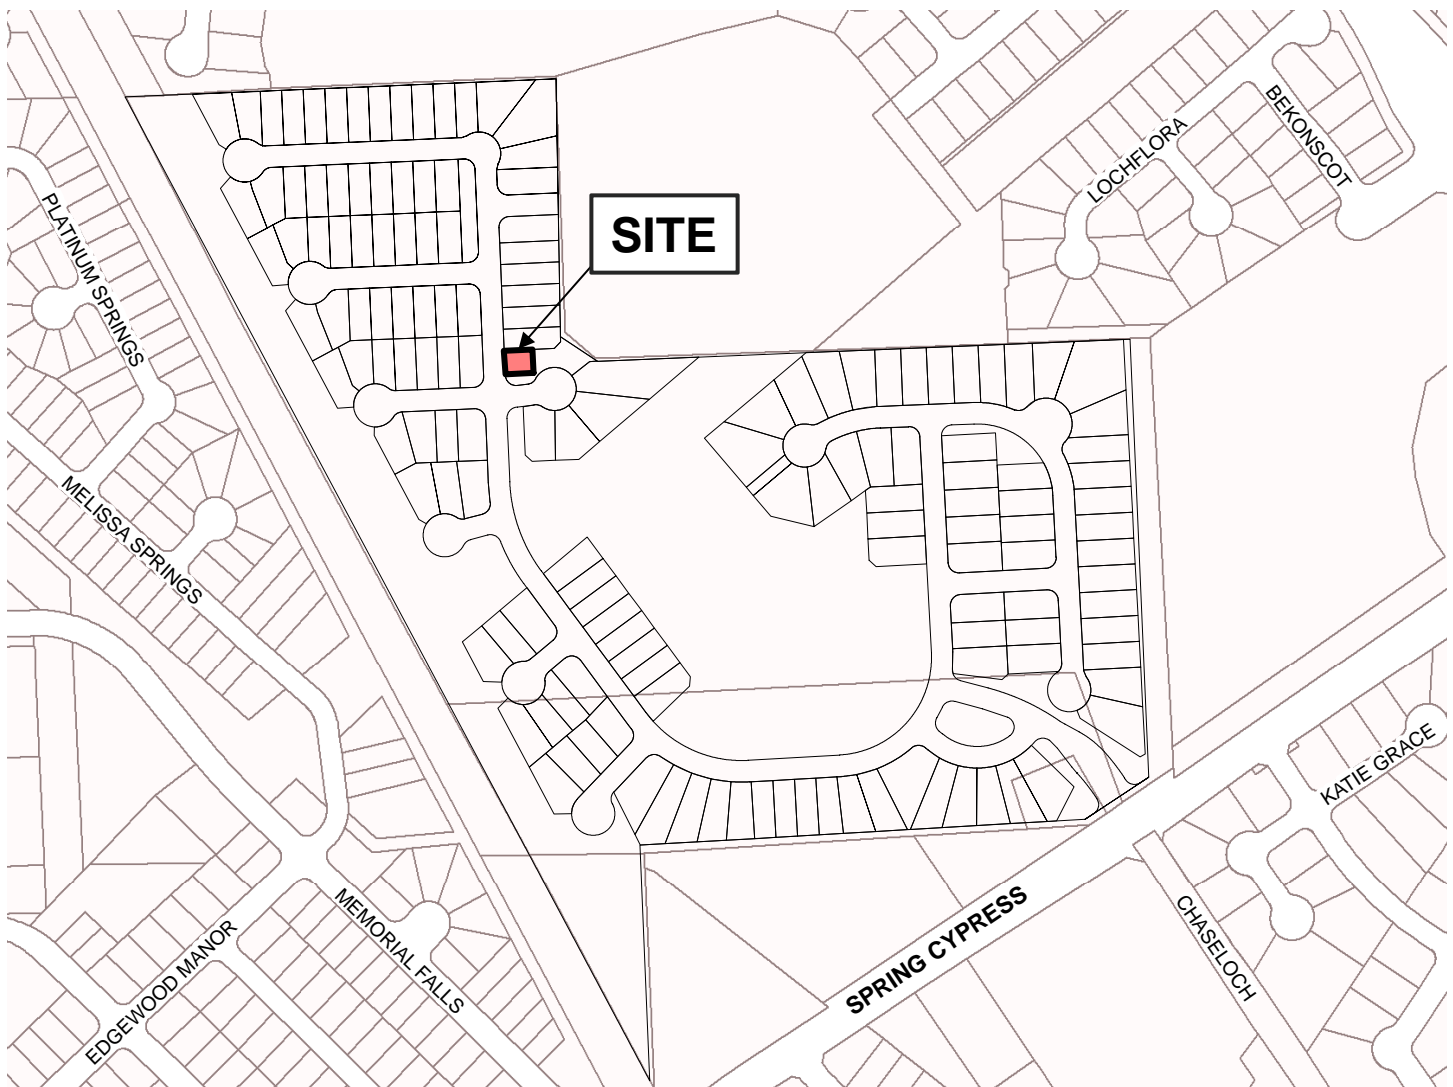 BEKONSCOT
LOCHFLORA
PLATINUM SPRINGS
SITE
MELISSA SPRINGS
KATIE GRACE
MEMORIAL FALLS
SPRING CYPRESS
CHASELOCH
EDGEWOOD MANOR